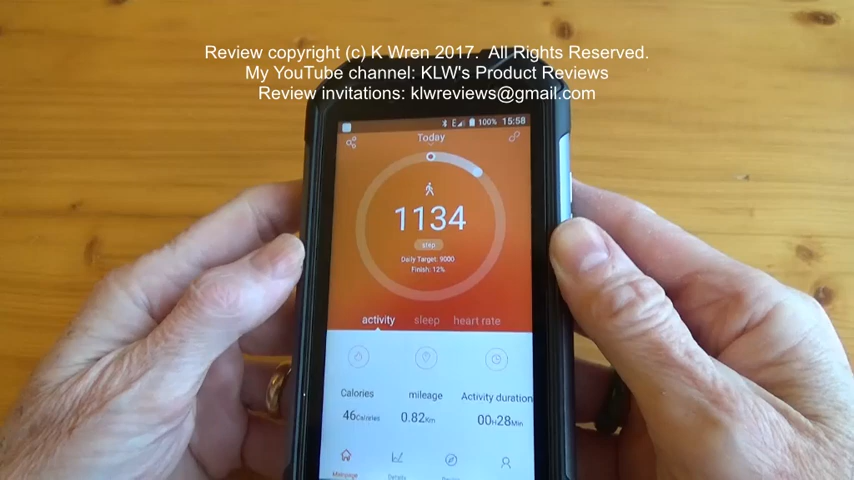 Review copyright (c) K Wren 2017.  All Rights Reserved.
My YouTube channel: KLW's Product Reviews
Review invitations: klwreviews@gmail.com
100% 15:58
Today
1134
step
Daily Target: 9000
Finish: 12%
activity sleep heart rate
Calories mileage Activity duration
46Calories 0.82Km 00H28Min
Mainpage Details